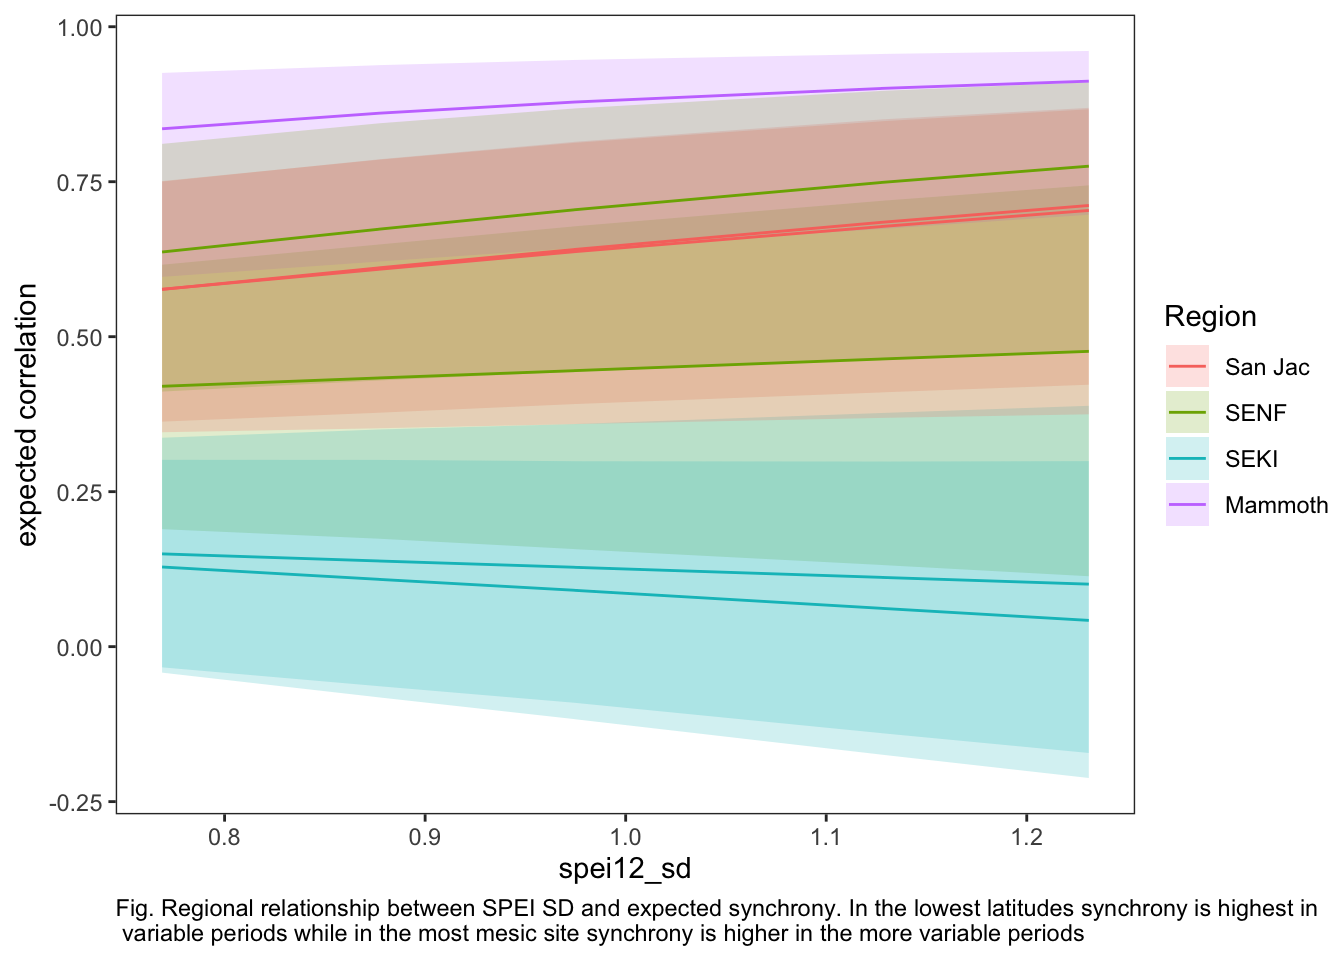 1.00
0.75
0.50
0.25
0.00
-0.25
expected correlation
0.8 0.9 1.0 1.1 1.2
spei12_sd
Region
San Jac
SENF
SEKI
Mammoth
Fig. Regional relationship between SPEI SD and expected synchrony. In the lowest latitudes synchrony is highest in
variable periods while in the most mesic site synchrony is higher in the more variable periods